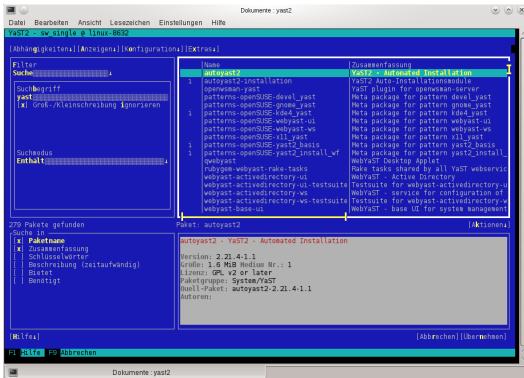 Dokumente : yast2
Datei Bearbeiten Ansicht Lesezeichen Einstellungen Hilfe
YaST2 - sw_single @ linux-8632
[Abhängigkeiten↓][Anzeigen↓][Konfiguration↓][Extras↓]
Filter
Suche
Suchbegriff
yast
[x] Groß-/Kleinschreibung ignorieren
Suchmodus
Enthält
Name Zusammenfassung
autoyast2 YaST2 - Automated Installation
i autoyast2-installation YaST2 Auto-Installationsmodule
openwsman-yast YaST plugin for openwsman-server
patterns-openSUSE-devel_yast Meta package for pattern devel_yast
patterns-openSUSE-gnome_yast Meta package for pattern gnome_yast
i patterns-openSUSE-kde4_yast Meta package for pattern kde4_yast
patterns-openSUSE-webyast-ui Meta package for pattern webyast-ui
patterns-openSUSE-webyast-ws Meta package for pattern webyast-ws
patterns-openSUSE-x11_yast Meta package for pattern x11_yast
i patterns-openSUSE-yast2_basis Meta package for pattern yast2_basis
i patterns-openSUSE-yast2_install_wf Meta package for pattern yast2_install_
qwebyast WebYaST Desktop Applet
rubygem-webyast-rake-tasks Rake tasks shared by all YaST webservic
webyast-activedirectory-ui WebYaST - Active Directory
webyast-activedirectory-ui-testsuite Testsuite for webyast-activedirectory-u
webyast-activedirectory-ws WebYaST - service for configuration of
webyast-activedirectory-ws-testsuite Testsuite for webyast-activedirectory-w
webyast-base-ui WebYaST - base UI for system management
279 Pakete gefunden
Paket: autoyast2 [Aktionen↓]
Suche in
[x] Paketname
[x] Zusammenfassung
[ ] Schlüsselwörter
[ ] Beschreibung (zeitaufwändig)
[ ] Bietet
[ ] Benötigt
autoyast2 - YaST2 - Automated Installation
Version: 2.21.4-1.1
Größe: 1.6 MiB Medium Nr.: 1
Lizenz: GPL v2 or later
Paketgruppe: System/YaST
Quell-Paket: autoyast2-2.21.4-1.1
Autoren:
[Hilfe↓] [Abbrechen][Übernehmen]
F1 Hilfe F9 Abbrechen
Dokumente : yast2